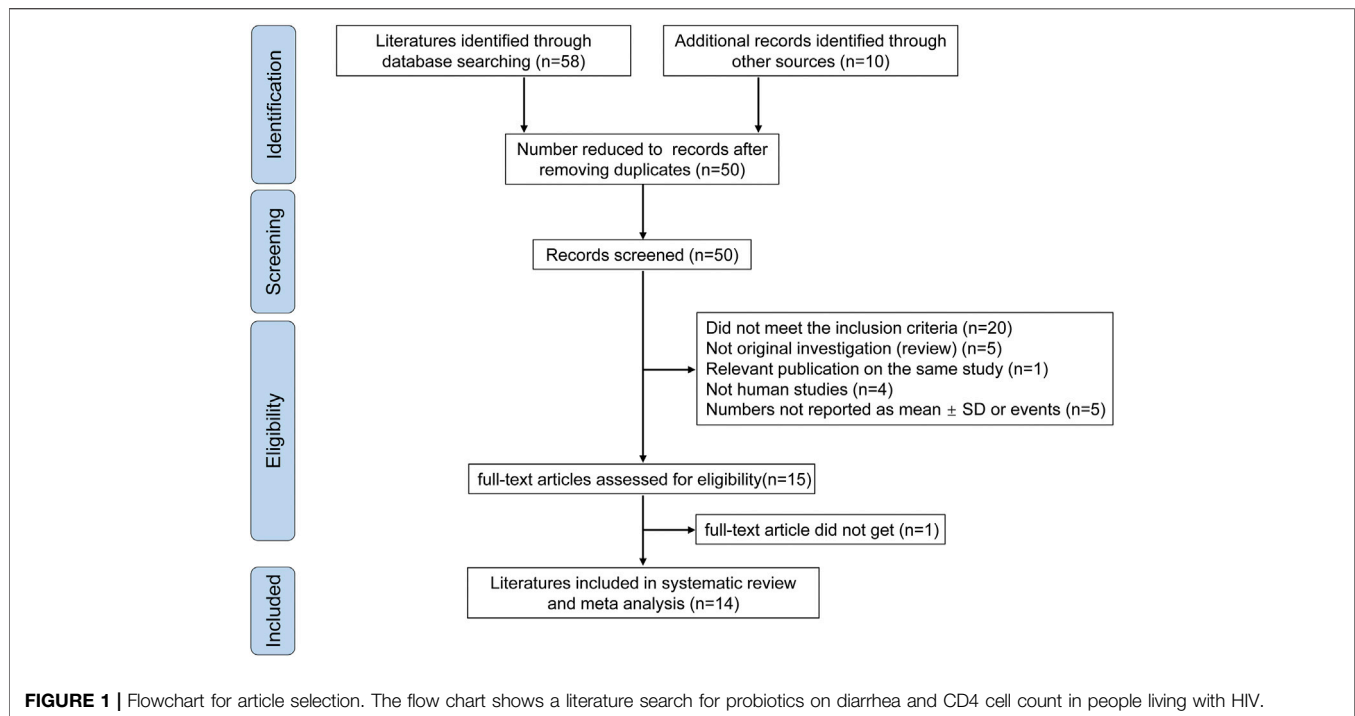 Identification
Literatures identified through
database searching (n=58)
Additional records identified through
other sources (n=10)
Number reduced to records after
removing duplicates (n=50)
Screening
Records screened (n=50)
Eligibility
Did not meet the inclusion criteria (n=20)
Not original investigation (review) (n=5)
Relevant publication on the same study (n=1)
Not human studies (n=4)
Numbers not reported as mean ± SD or events (n=5)
full-text articles assessed for eligibility(n=15)
full-text article did not get (n=1)
Included
Literatures included in systematic review
and meta analysis (n=14)
FIGURE 1 | Flowchart for article selection. The flow chart shows a literature search for probiotics on diarrhea and CD4 cell count in people living with HIV.